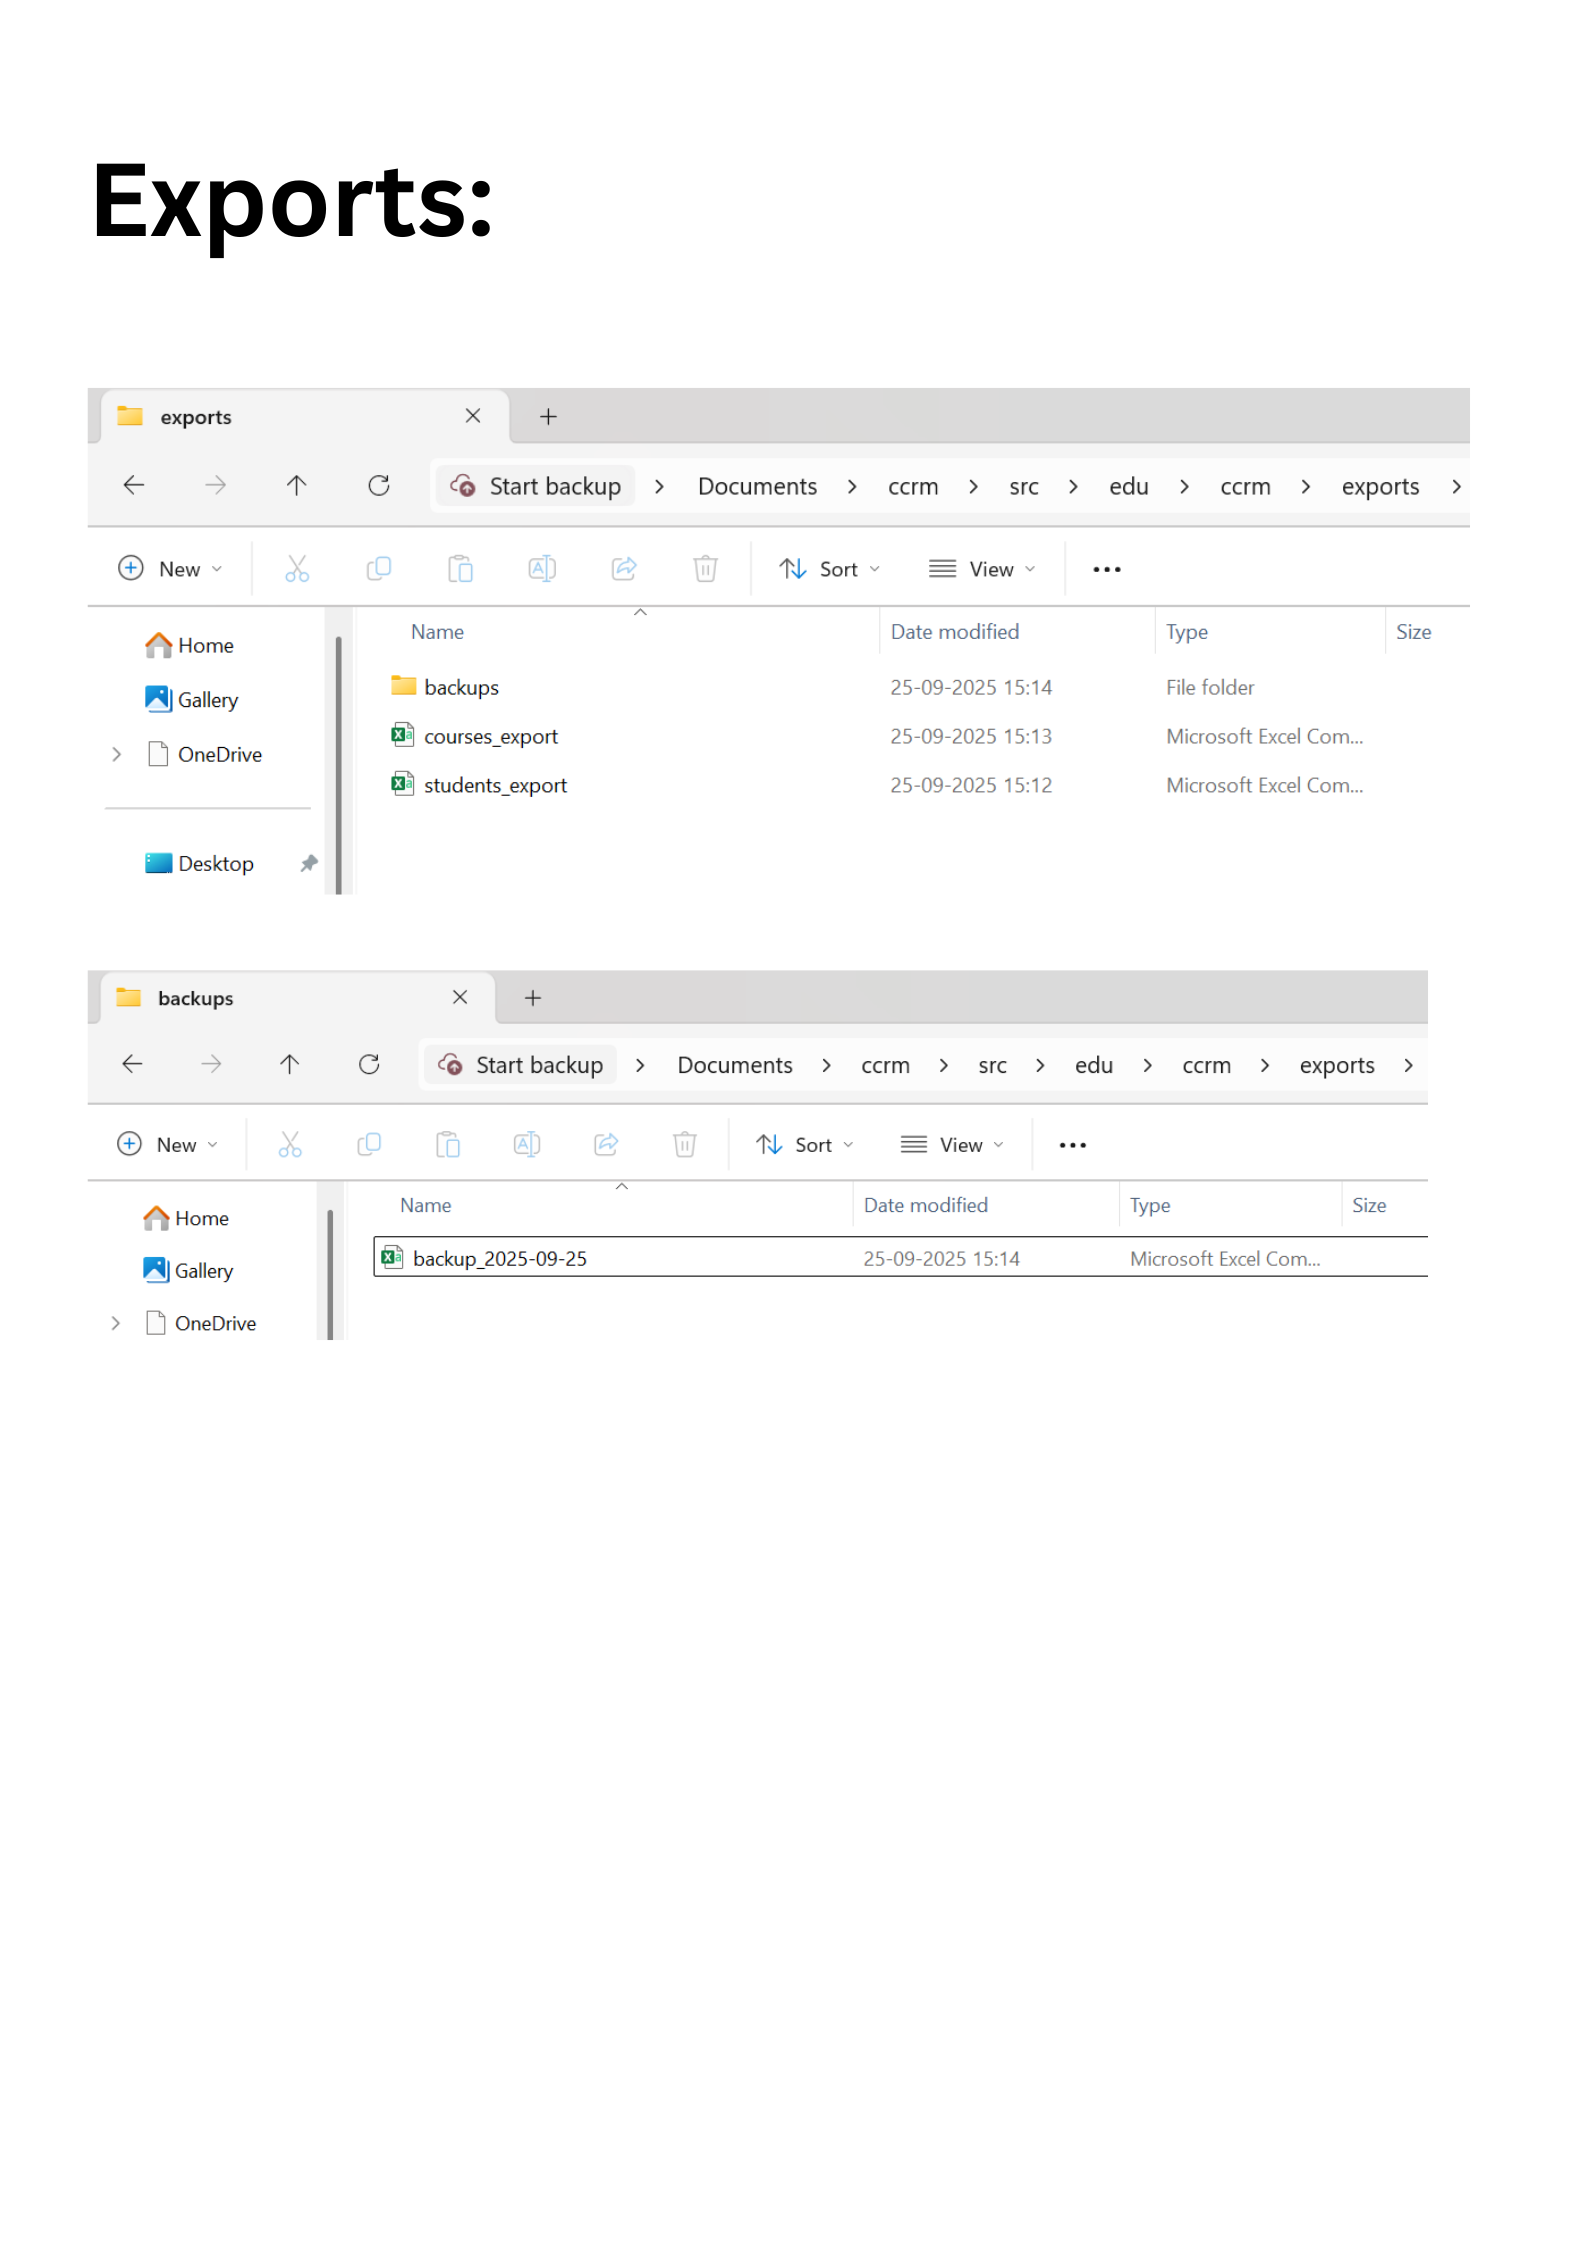 Exports:
exports
Start backup > Documents > ccrm > src > edu > ccrm > exports >
New Sort View
Name Date modified Type Size
Home
Gallery
OneDrive
Desktop
backups 25-09-2025 15:14 File folder
courses_export 25-09-2025 15:13 Microsoft Excel Com...
students_export 25-09-2025 15:12 Microsoft Excel Com...
backups
Start backup > Documents > ccrm > src > edu > ccrm > exports >
New Sort View
Name Date modified Type Size
Home
Gallery
OneDrive
backup_2025-09-25 25-09-2025 15:14 Microsoft Excel Com...